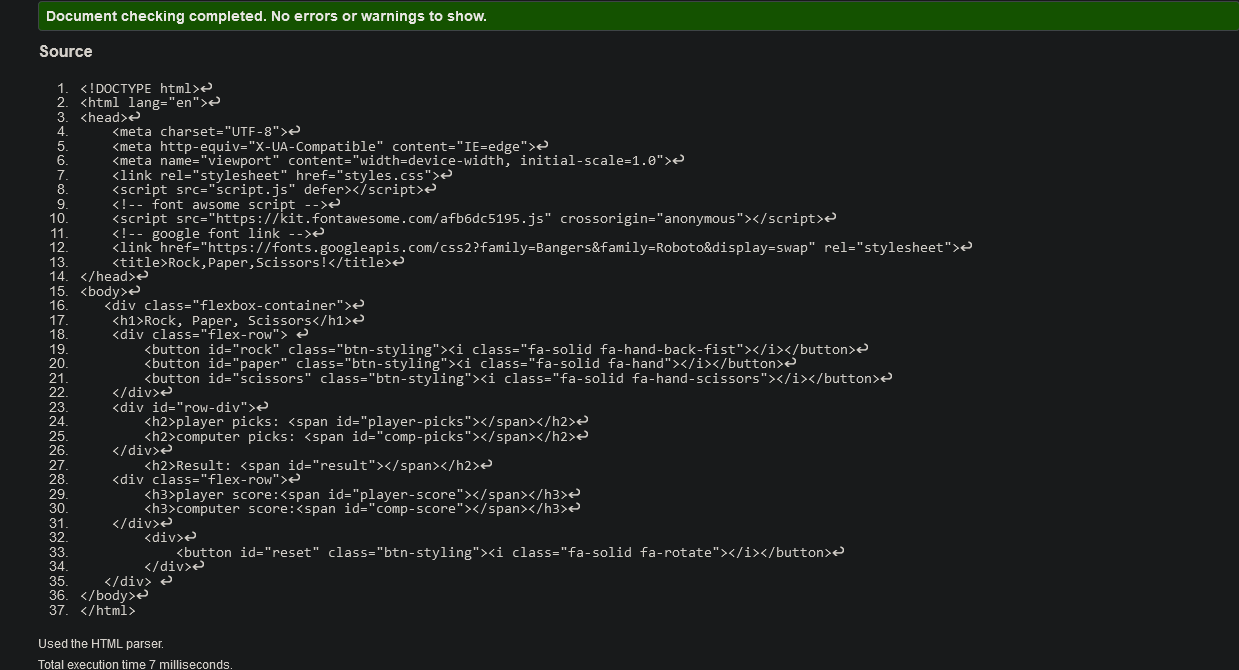 Document checking completed. No errors or warnings to show.
Source
1. <!DOCTYPE html>↩
2. <html lang="en">↩
3. <head>↩
4.     <meta charset="UTF-8">↩
5.     <meta http-equiv="X-UA-Compatible" content="IE=edge">↩
6.     <meta name="viewport" content="width=device-width, initial-scale=1.0">↩
7.     <link rel="stylesheet" href="styles.css">↩
8.     <script src="script.js" defer></script>↩
9.     <!-- font awsome script -->↩
10.     <script src="https://kit.fontawesome.com/afb6dc5195.js" crossorigin="anonymous"></script>↩
11.     <!-- google font link -->↩
12.     <link href="https://fonts.googleapis.com/css2?family=Bangers&family=Roboto&display=swap" rel="stylesheet">↩
13.     <title>Rock,Paper,Scissors!</title>↩
14. </head>↩
15. <body>↩
16.    <div class="flexbox-container">↩
17.     <h1>Rock, Paper, Scissors</h1>↩
18.     <div class="flex-row"> ↩
19.         <button id="rock" class="btn-styling"><i class="fa-solid fa-hand-back-fist"></i></button>↩
20.         <button id="paper" class="btn-styling"><i class="fa-solid fa-hand"></i></button>↩
21.         <button id="scissors" class="btn-styling"><i class="fa-solid fa-hand-scissors"></i></button>↩
22.     </div>↩
23.     <div id="row-div">↩
24.         <h2>player picks: <span id="player-picks"></span></h2>↩
25.         <h2>computer picks: <span id="comp-picks"></span></h2>↩
26.     </div>↩
27.         <h2>Result: <span id="result"></span></h2>↩
28.     <div class="flex-row">↩
29.         <h3>player score:<span id="player-score"></span></h3>↩
30.         <h3>computer score:<span id="comp-score"></span></h3>↩
31.     </div>↩
32.         <div>↩
33.             <button id="reset" class="btn-styling"><i class="fa-solid fa-rotate"></i></button>↩
34.         </div>↩
35.    </div> ↩
36. </body>↩
37. </html>
Used the HTML parser.
Total execution time 7 milliseconds.